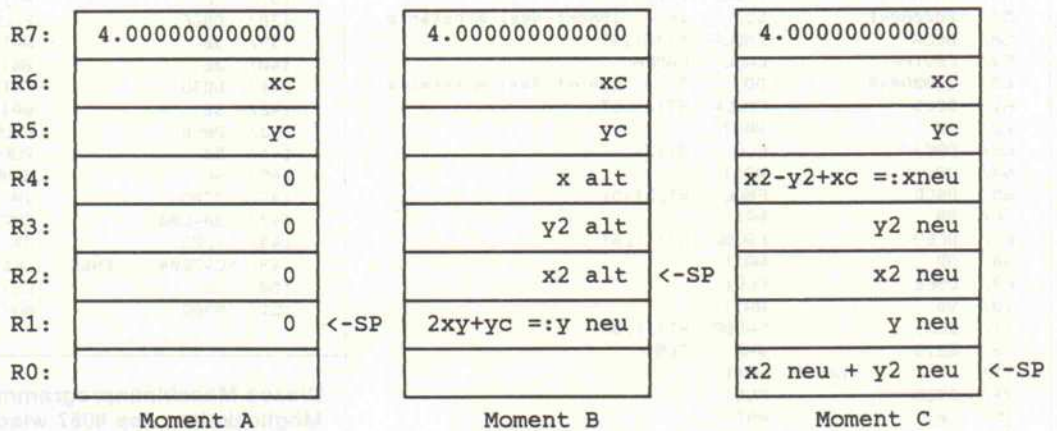 R7: 4.000000000000 4.000000000000 4.000000000000
R6: xc xc xc
R5: yc yc yc
R4: 0 x alt x2-y2+xc =:xneu
R3: 0 y2 alt y2 neu
R2: 0 x2 alt <-SP x2 neu
R1: 0 <-SP 2xy+yc =:y neu y neu
R0: x2 neu + y2 neu <-SP
Moment A Moment B Moment C